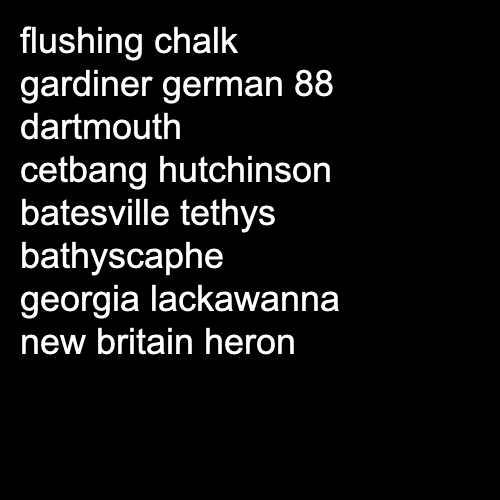 flushing chalk
gardiner german 88
dartmouth
cetbang hutchinson
batesville tethys
bathyscaphe
georgia lackawanna
new britain heron